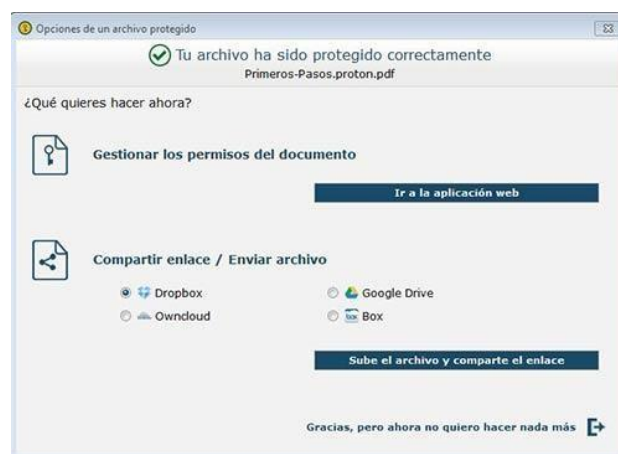 Opciones de un archivo protegido
Tu archivo ha sido protegido correctamente
Primeros-Pasos.proton.pdf
¿Qué quieres hacer ahora?
Gestionar los permisos del documento
Ir a la aplicación web
Compartir enlace / Enviar archivo
Dropbox
Google Drive
Owncloud
box Box
Sube el archivo y comparte el enlace
Gracias, pero ahora no quiero hacer nada más